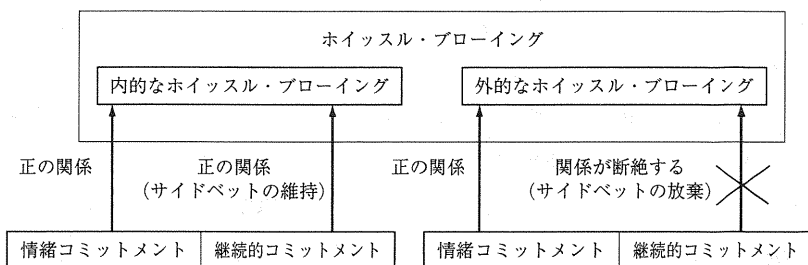 ホイッスル・ブローイング
内的なホイッスル・ブローイング
外的なホイッスル・ブローイング
正の関係
正の関係
(サイドベットの維持)
正の関係
関係が断絶する
(サイドベットの放棄)
情緒コミットメント
継続的コミットメント
情緒コミットメント
継続的コミットメント